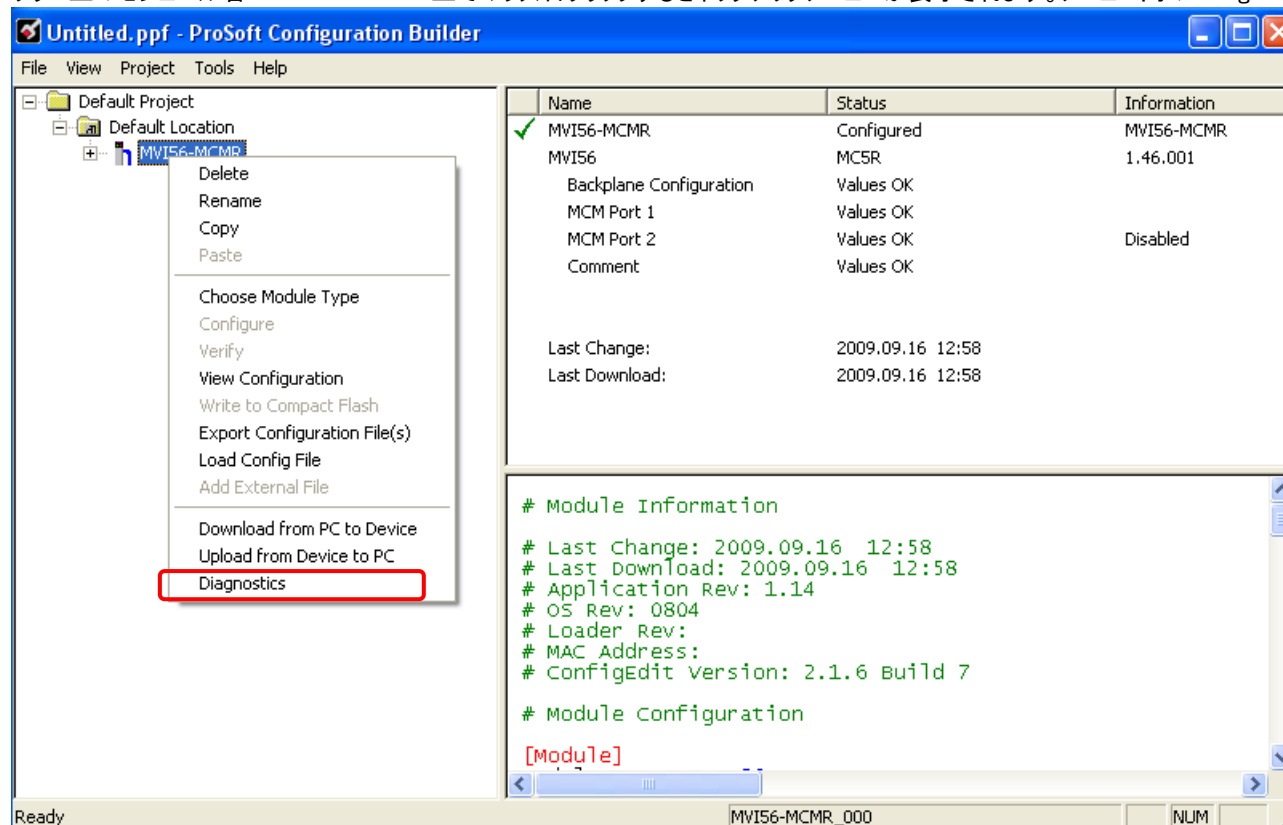 Untitled.ppf - ProSoft Configuration Builder
File View Project Tools Help
Default Project
Default Location
MVI56-MCMR
Delete
Rename
Copy
Paste
Choose Module Type
Configure
Verify
View Configuration
Write to Compact Flash
Export Configuration File(s)
Load Config File
Add External File
Download from PC to Device
Upload from Device to PC
Diagnostics
Name Status Information
MVI56-MCMR Configured MVI56-MCMR
MVI56 MC5R 1.46.001
Backplane Configuration Values OK
MCM Port 1 Values OK
MCM Port 2 Values OK Disabled
Comment Values OK
Last Change: 2009.09.16 12:58
Last Download: 2009.09.16 12:58
# Module Information
# Last Change: 2009.09.16 12:58
# Last Download: 2009.09.16 12:58
# Application Rev: 1.14
# OS Rev: 0804
# Loader Rev:
# MAC Address:
# ConfigEdit Version: 2.1.6 Build 7
# Module Configuration
[Module]
Ready MVI56-MCMR_000 NUM